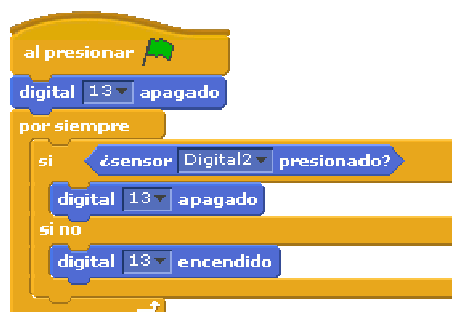 al presionar
digital 13 apagado
por siempre
si ¿sensor Digital2 presionado?
digital 13 apagado
si no
digital 13 encendido